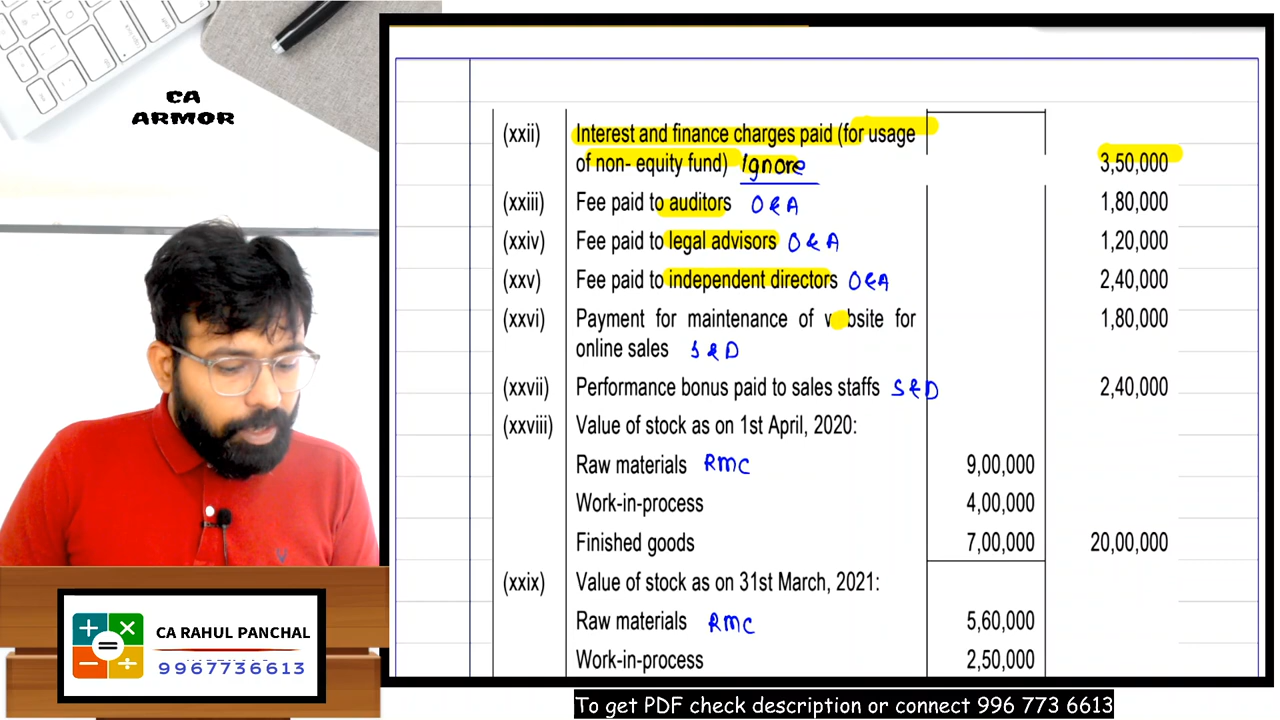 CA
ARMOR
(xxii) Interest and finance charges paid (for usage
of non- equity fund) Ignore 3,50,000
(xxiii) Fee paid to auditors O & A 1,80,000
(xxiv) Fee paid to legal advisors O & A 1,20,000
(xxv) Fee paid to independent directors O & A 2,40,000
(xxvi) Payment for maintenance of website for 1,80,000
online sales S & D
(xxvii) Performance bonus paid to sales staffs S & D 2,40,000
(xxviii) Value of stock as on 1st April, 2020:
Raw materials RMC 9,00,000
Work-in-process 4,00,000
Finished goods 7,00,000 20,00,000
(xxix) Value of stock as on 31st March, 2021:
Raw materials RMC 5,60,000
Work-in-process 2,50,000
CA RAHUL PANCHAL
9967736613
To get PDF check description or connect 996 773 6613